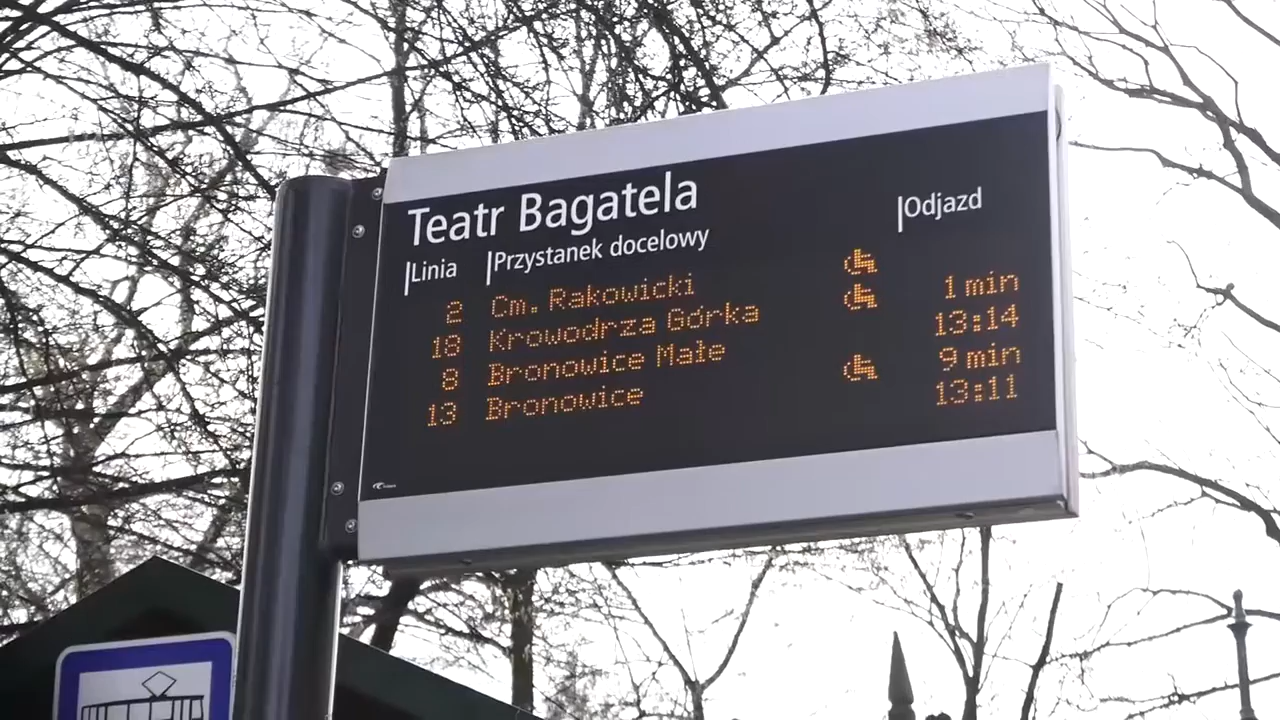 Teatr Bagatela
Linia Przystanek docelowy Odjazd
2 Cm. Rakowicki 1 min
18 Krowodrza Górka 13:14
8 Bronowice Małe 9 min
13 Bronowice 13:11